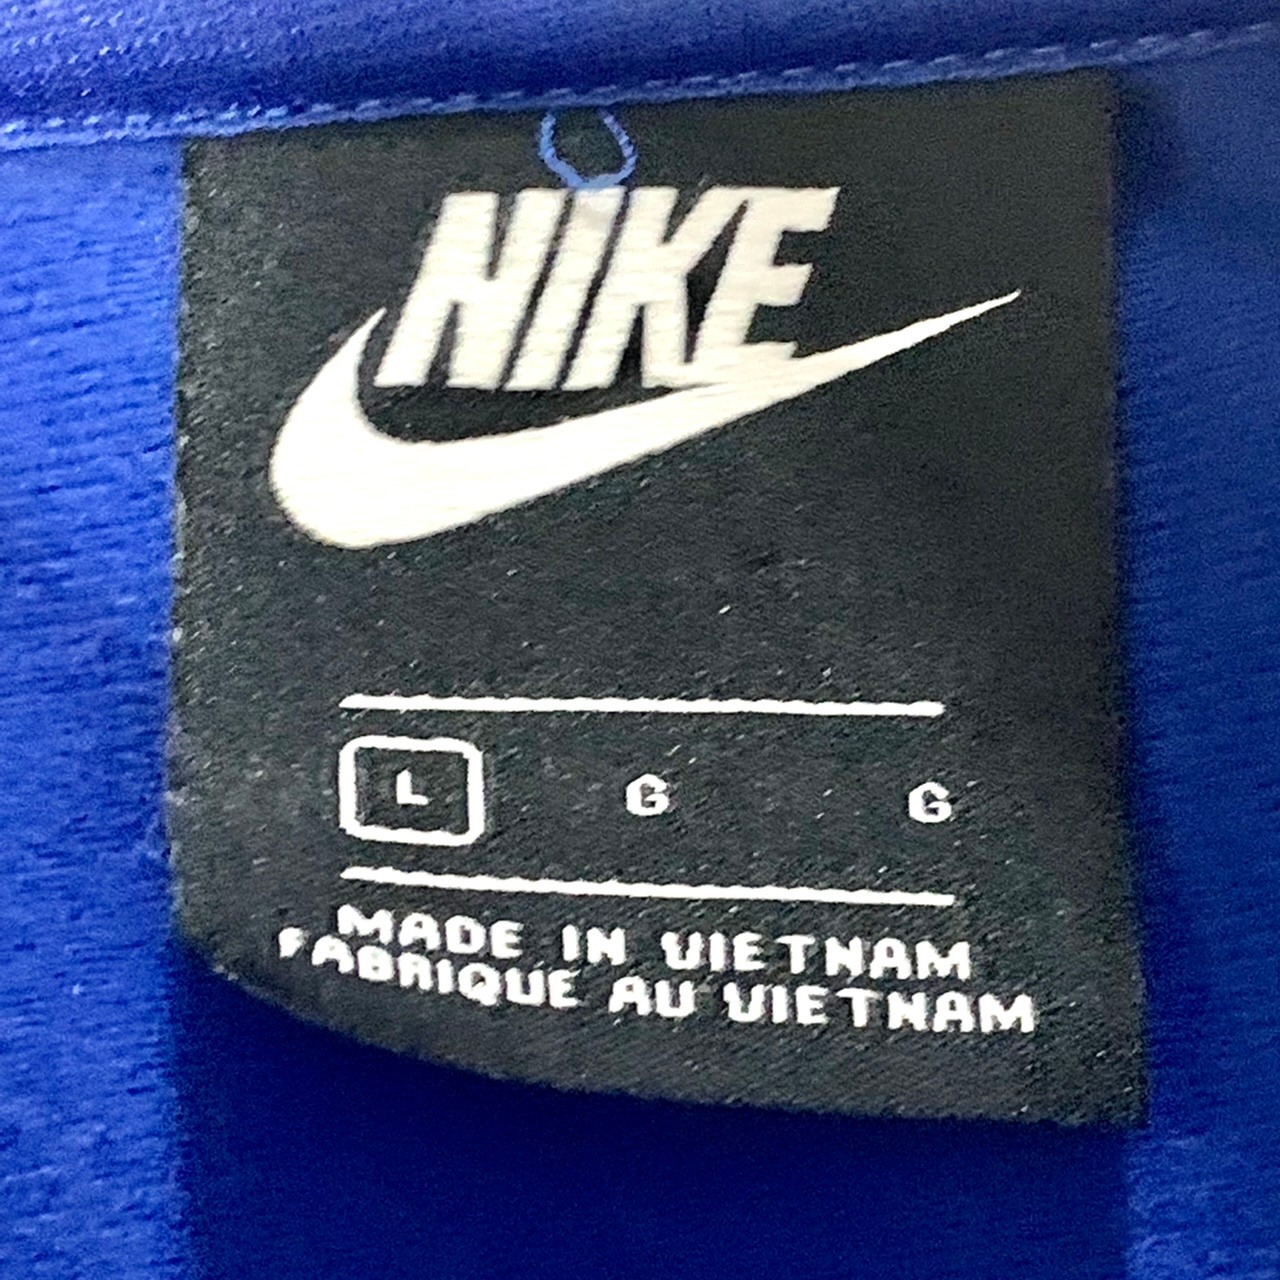 NIKE
L G G
MADE IN VIETNAM
FABRIQUE AU VIETNAM